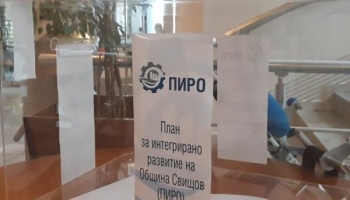 ПИРО
План
за интегрирано
развитие на
Община Свищов
(ПИРО)